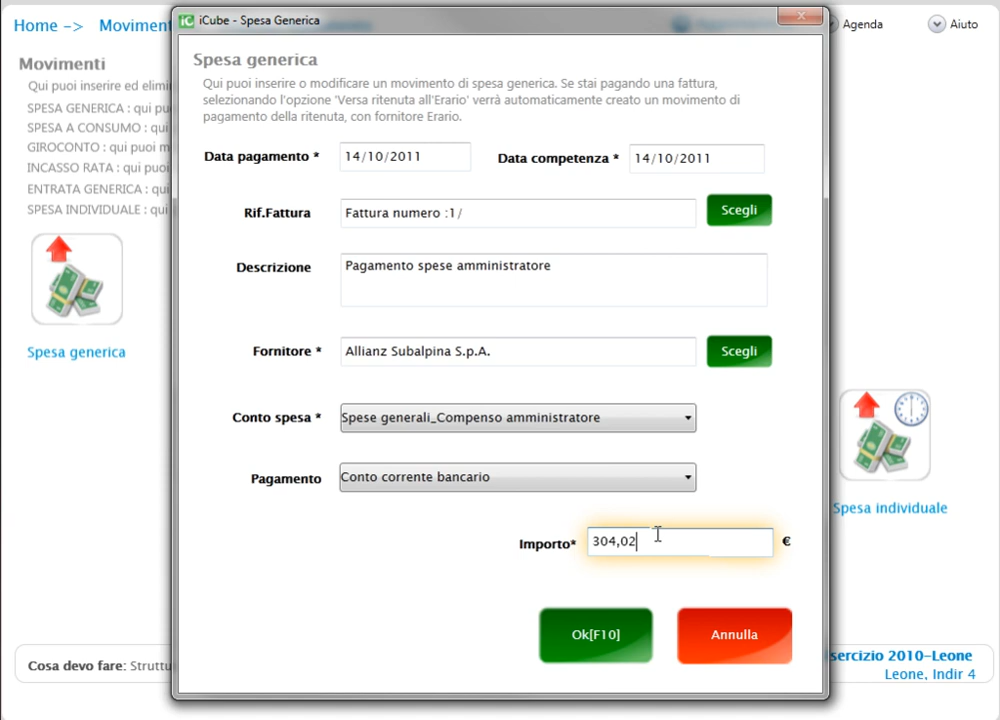 iCube - Spesa Generica
Home -> Moviment
Agenda
Aiuto
Movimenti
Qui puoi inserire ed elimi
SPESA GENERICA : qui pu
SPESA A CONSUMO : qui
GIROCONTO : qui puoi m
INCASSO RATA : qui puoi
ENTRATA GENERICA : qui
SPESA INDIVIDUALE : qui
Spesa generica
Spesa generica
Qui puoi inserire o modificare un movimento di spesa generica. Se stai pagando una fattura,
selezionando l'opzione 'Versa ritenuta all'Erario' verrà automaticamente creato un movimento di
pagamento della ritenuta, con fornitore Erario.
Data pagamento * 14/10/2011 Data competenza * 14/10/2011
Rif.Fattura Fattura numero :1/ Scegli
Descrizione Pagamento spese amministratore
Fornitore * Allianz Subalpina S.p.A. Scegli
Conto spesa * Spese generali_Compenso amministratore
Pagamento Conto corrente bancario
Importo* 304,02 €
Ok[F10] Annulla
Spesa individuale
Cosa devo fare: Struttu
sercizio 2010-Leone
Leone, Indir 4